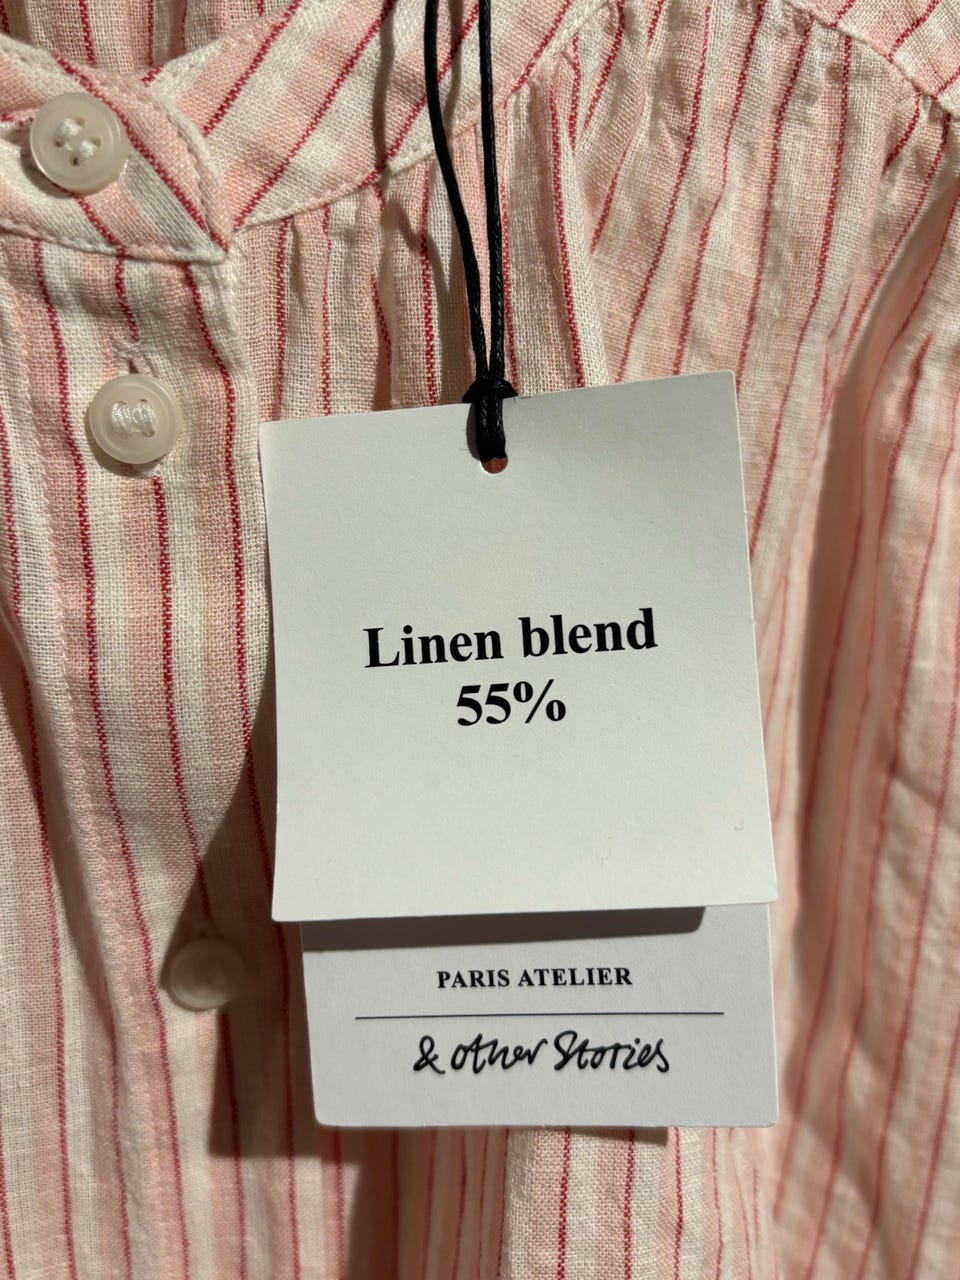 Linen blend
55%
PARIS ATELIER
& other Stories